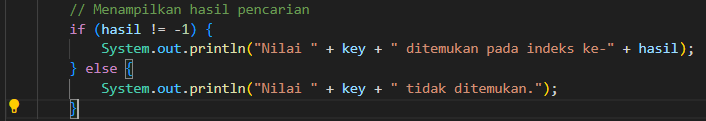 // Menampilkan hasil pencarian
if (hasil != -1) {
System.out.println("Nilai " + key + " ditemukan pada indeks ke-" + hasil);
} else {
System.out.println("Nilai " + key + " tidak ditemukan.");
}